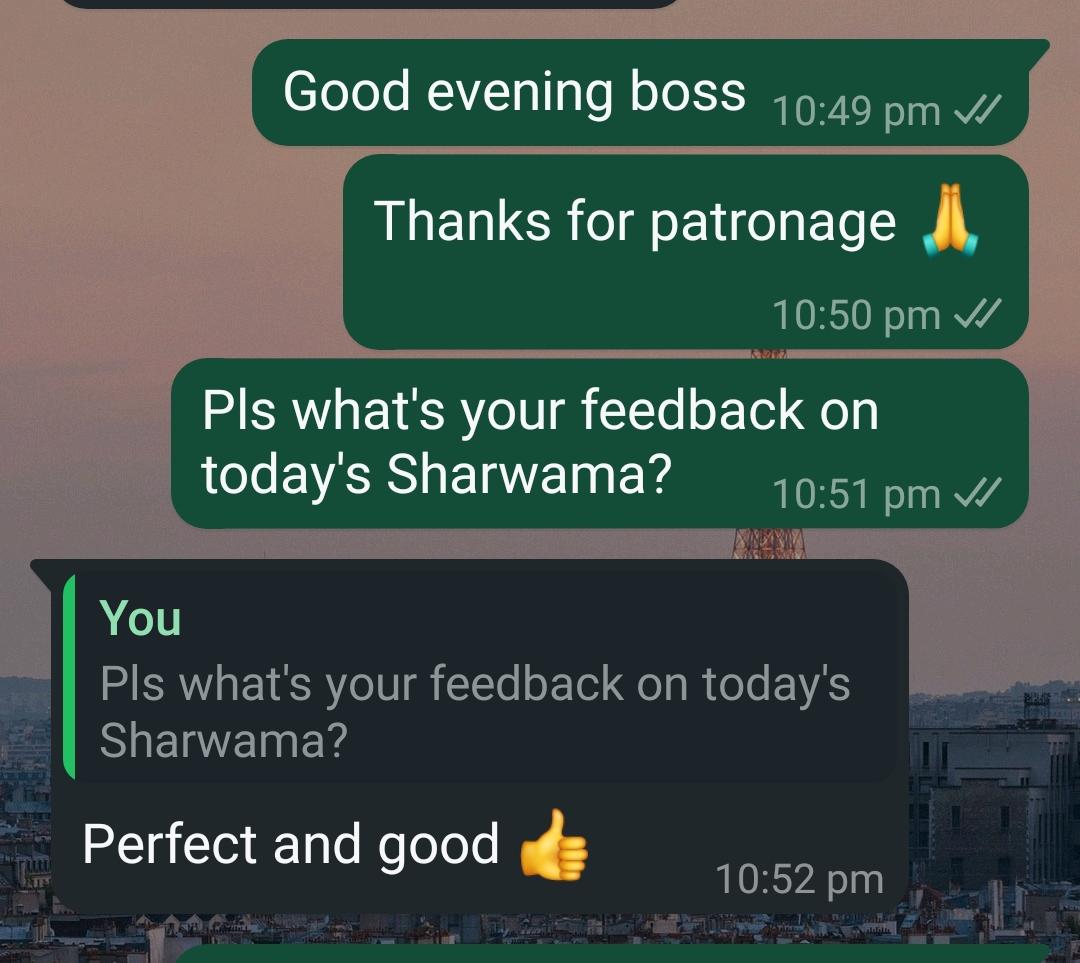 Good evening boss
10:49 pm
Thanks for patronage 🙏
10:50 pm
Pls what's your feedback on
today's Sharwama?
10:51 pm
You
Pls what's your feedback on today's
Sharwama?
Perfect and good 👍
10:52 pm